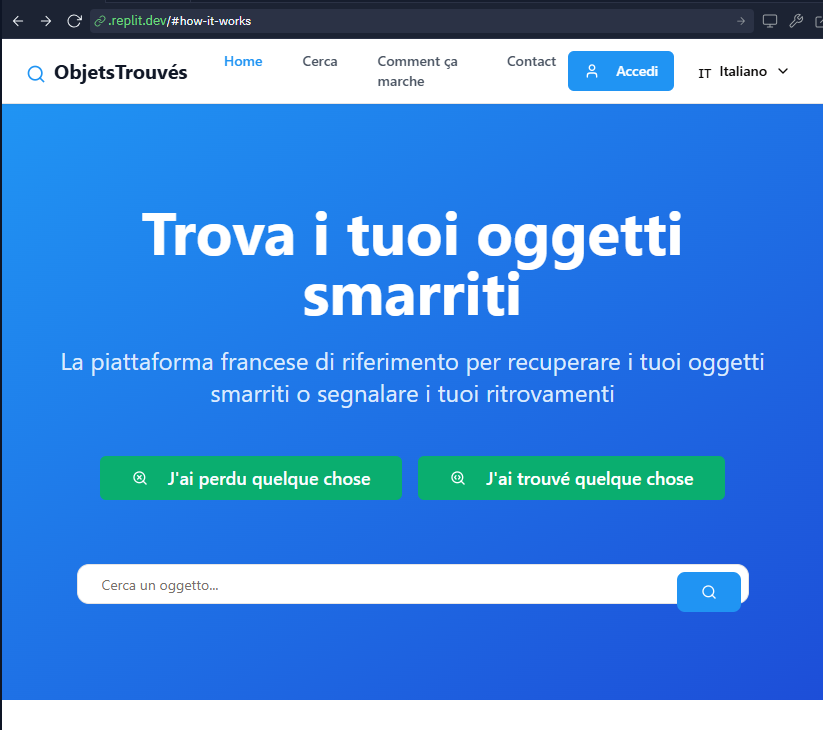 .replit.dev/#how-it-works
ObjetsTrouvés
Home
Cerca
Comment ça
marche
Contact
Accedi
IT Italiano
Trova i tuoi oggetti
smarriti
La piattaforma francese di riferimento per recuperare i tuoi oggetti
smarriti o segnalare i tuoi ritrovamenti
J'ai perdu quelque chose
J'ai trouvé quelque chose
Cerca un oggetto...